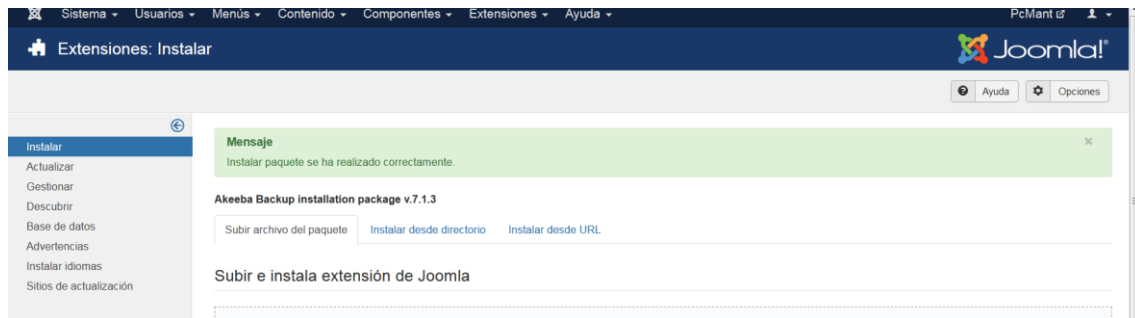 Sistema Usuarios Menús Contenido Componentes Extensiones Ayuda PcMant
Extensiones: Instalar Joomla!®
Ayuda Opciones
Instalar
Actualizar
Gestionar
Descubrir
Base de datos
Advertencias
Instalar idiomas
Sitios de actualización
Mensaje ×
Instalar paquete se ha realizado correctamente.
Akeeba Backup installation package v.7.1.3
Subir archivo del paquete Instalar desde directorio Instalar desde URL
Subir e instala extensión de Joomla